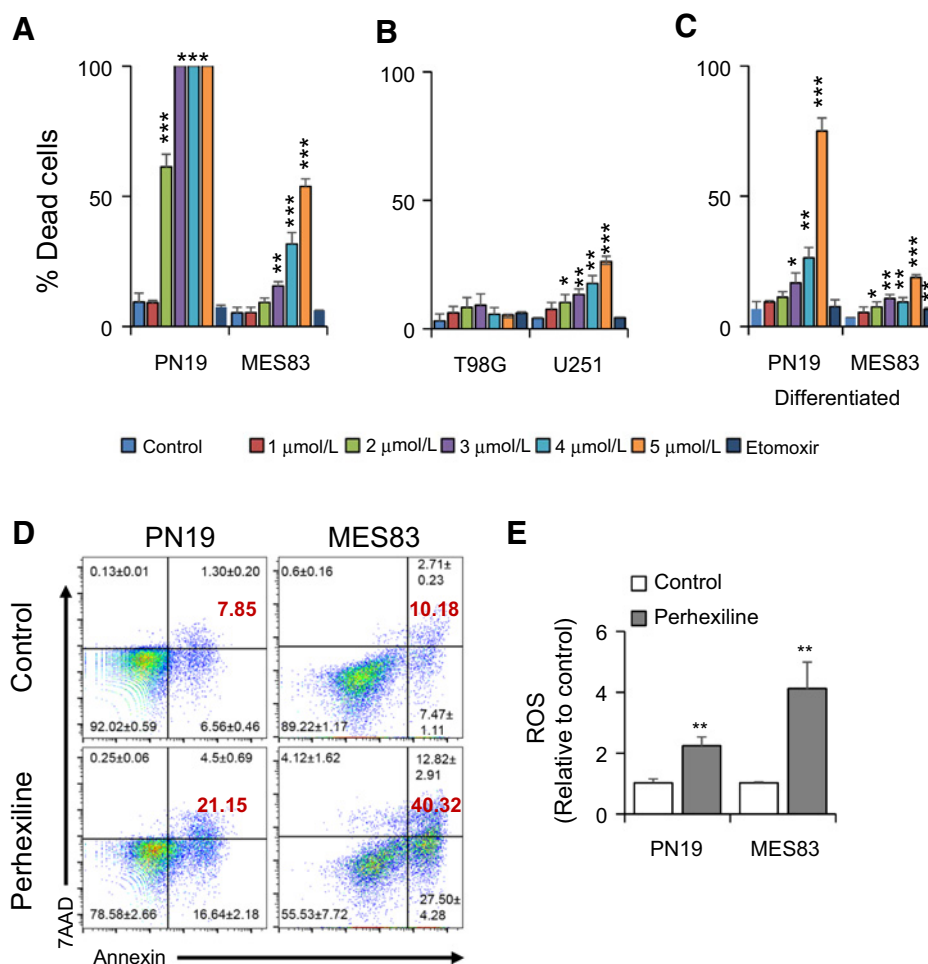 A
B
C
% Dead cells
100
50
0
***
***
**
***
***
PN19
MES83
100
50
0
*
**
**
***
T98G
U251
100
50
0
*
**
***
*
**
**
***
**
PN19
MES83
Differentiated
Control
1 μmol/L
2 μmol/L
3 μmol/L
4 μmol/L
5 μmol/L
Etomoxir
D
PN19
MES83
Control
0.13±0.01
1.30±0.20
7.85
92.02±0.59
6.56±0.46
0.6±0.16
2.71±
0.23
10.18
89.22±1.17
7.47±
1.11
Perhexiline
0.25±0.06
4.5±0.69
21.15
78.58±2.66
16.64±2.18
4.12±1.62
12.82±
2.91
40.32
55.53±7.72
27.50±
4.28
7AAD
Annexin
E
Control
Perhexiline
ROS
(Relative to control)
6
4
2
0
**
**
PN19
MES83